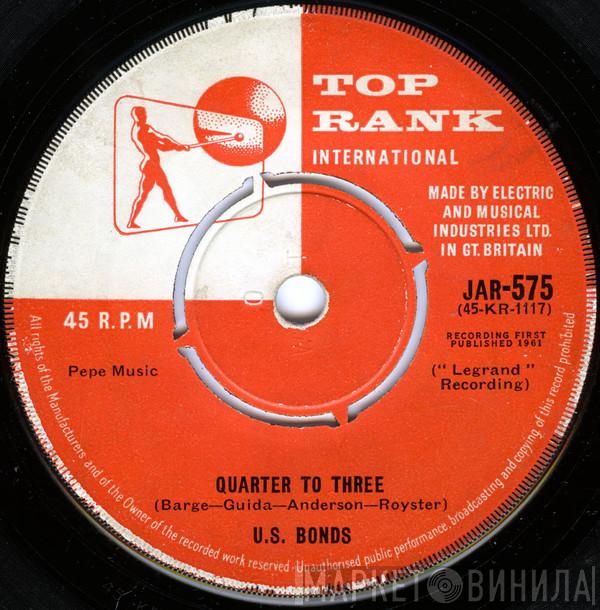 TOP
RANK
INTERNATIONAL
MADE BY ELECTRIC
AND MUSICAL
INDUSTRIES LTD.
IN GT. BRITAIN
JAR-575
(45-KR-1117)
45 R.P.M
RECORDING FIRST
PUBLISHED 1961
Pepe Music
(" Legrand "
Recording)
QUARTER TO THREE
(Barge—Guida—Anderson—Royster)
U.S. BONDS
All rights of the Manufacturers and of the Owner of the recorded work reserved · Unauthorised public performance, broadcasting and copying of this record prohibited
МАРКЕТ ВИНИЛА!